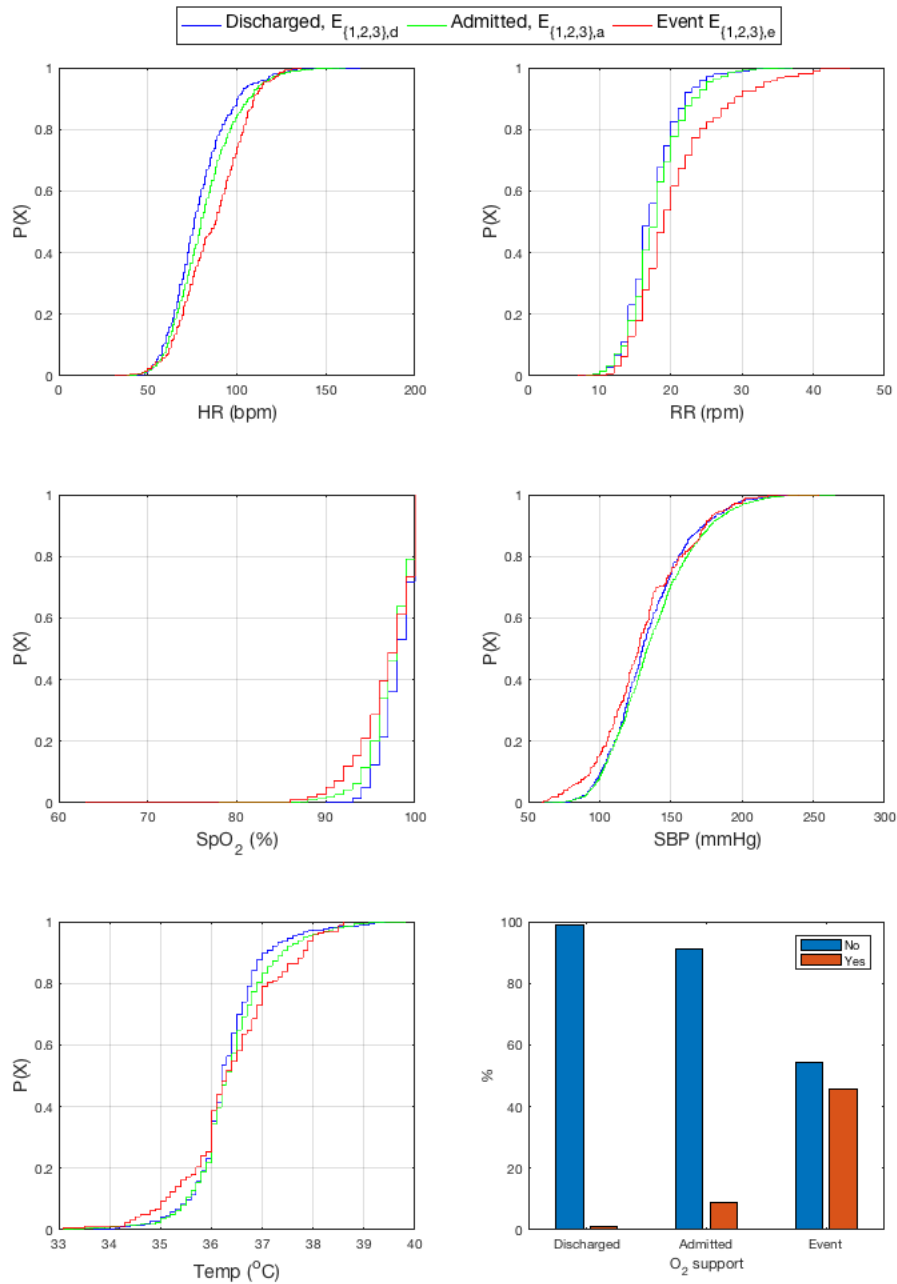 Discharged, E{1,2,3},d Admitted, E{1,2,3},a Event E{1,2,3},e
1
0.8
0.6
0.4
0.2
0
P(X)
0 50 100 150 200
HR (bpm)
1
0.8
0.6
0.4
0.2
0
P(X)
0 10 20 30 40 50
RR (rpm)
1
0.8
0.6
0.4
0.2
0
P(X)
60 70 80 90 100
SpO2 (%)
1
0.8
0.6
0.4
0.2
0
P(X)
50 100 150 200 250 300
SBP (mmHg)
1
0.8
0.6
0.4
0.2
0
P(X)
33 34 35 36 37 38 39 40
Temp (°C)
100
80
60
40
20
0
%
No
Yes
Discharged Admitted Event
O2 support